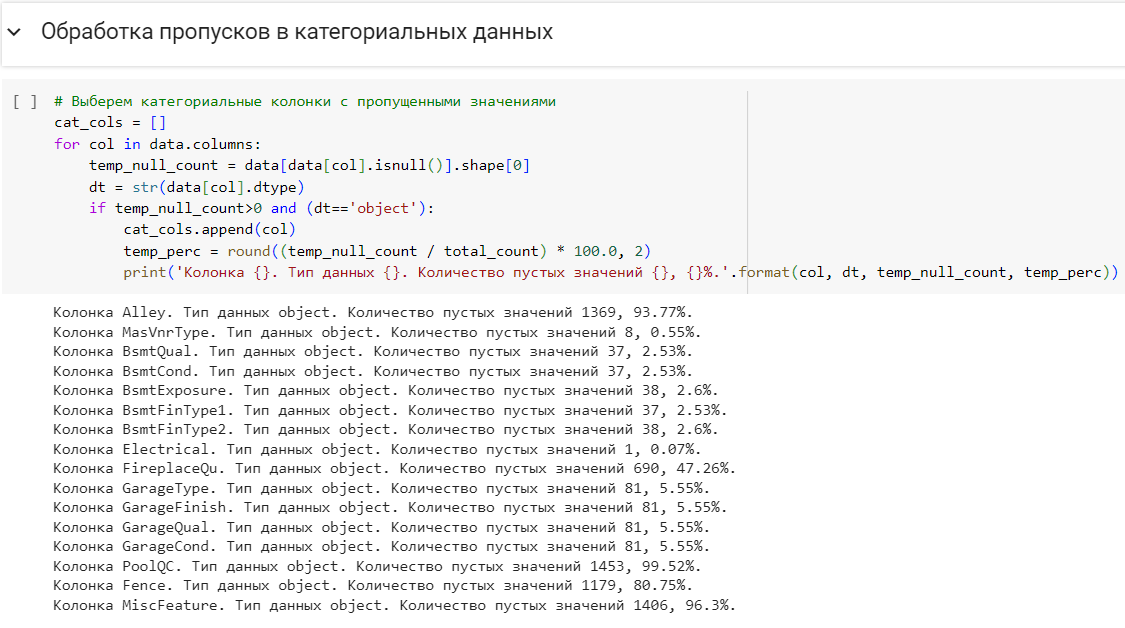 Обработка пропусков в категориальных данных
[ ] # Выберем категориальные колонки с пропущенными значениями
cat_cols = []
for col in data.columns:
    temp_null_count = data[data[col].isnull()].shape[0]
    dt = str(data[col].dtype)
    if temp_null_count>0 and (dt=='object'):
        cat_cols.append(col)
        temp_perc = round((temp_null_count / total_count) * 100.0, 2)
        print('Колонка {}. Тип данных {}. Количество пустых значений {}, {}%.'.format(col, dt, temp_null_count, temp_perc))
Колонка Alley. Тип данных object. Количество пустых значений 1369, 93.77%.
Колонка MasVnrType. Тип данных object. Количество пустых значений 8, 0.55%.
Колонка BsmtQual. Тип данных object. Количество пустых значений 37, 2.53%.
Колонка BsmtCond. Тип данных object. Количество пустых значений 37, 2.53%.
Колонка BsmtExposure. Тип данных object. Количество пустых значений 38, 2.6%.
Колонка BsmtFinType1. Тип данных object. Количество пустых значений 37, 2.53%.
Колонка BsmtFinType2. Тип данных object. Количество пустых значений 38, 2.6%.
Колонка Electrical. Тип данных object. Количество пустых значений 1, 0.07%.
Колонка FireplaceQu. Тип данных object. Количество пустых значений 690, 47.26%.
Колонка GarageType. Тип данных object. Количество пустых значений 81, 5.55%.
Колонка GarageFinish. Тип данных object. Количество пустых значений 81, 5.55%.
Колонка GarageQual. Тип данных object. Количество пустых значений 81, 5.55%.
Колонка GarageCond. Тип данных object. Количество пустых значений 81, 5.55%.
Колонка PoolQC. Тип данных object. Количество пустых значений 1453, 99.52%.
Колонка Fence. Тип данных object. Количество пустых значений 1179, 80.75%.
Колонка MiscFeature. Тип данных object. Количество пустых значений 1406, 96.3%.